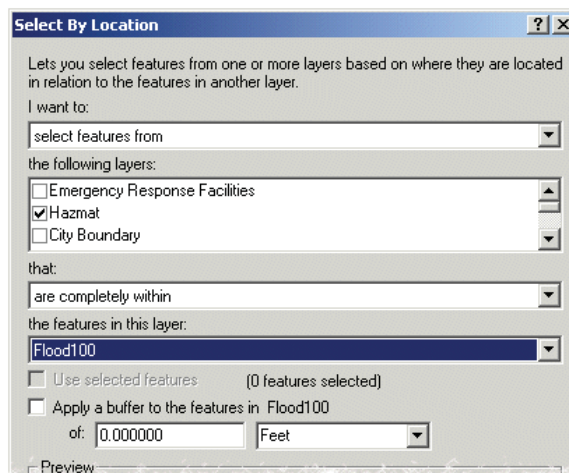 Select By Location
Lets you select features from one or more layers based on where they are located
in relation to the features in another layer.
I want to:
select features from
the following layers:
Emergency Response Facilities
Hazmat
City Boundary
that:
are completely within
the features in this layer:
Flood100
Use selected features (0 features selected)
Apply a buffer to the features in Flood100
of: 0.000000 Feet
Preview